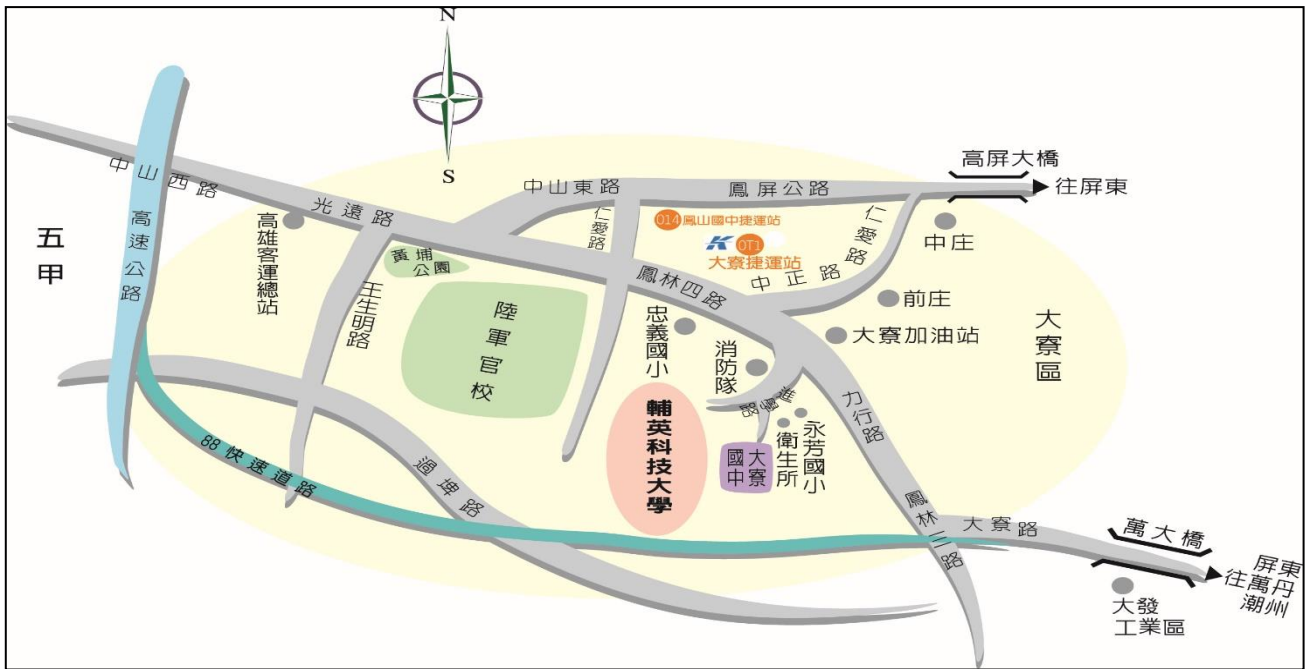 N
S
高屏大橋
往屏東
中山西路
光遠路
中山東路
鳳屏公路
仁愛路
O14 鳳山國中捷運站
OT1
大寮捷運站
仁愛路
中庄
高速公路
五甲
高雄客運總站
黃埔
公園
王生明路
陸軍官校
鳳林四路
中正路
前庄
大寮加油站
大寮區
忠義國小
消防隊
進學路
力行路
輔英科技大學
大寮
國中
衛生所
永芳國小
88快速道路
過埤路
鳳林三路
大寮路
萬大橋
屏東
往萬丹
潮州
大發
工業區